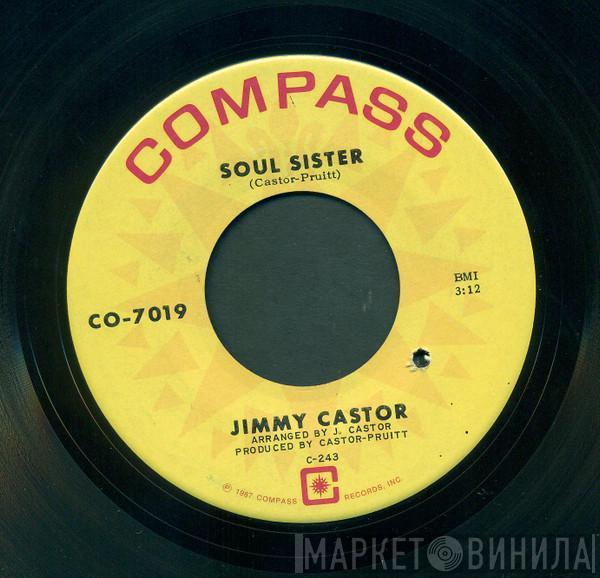 COMPASS
SOUL SISTER
(Castor-Pruitt)
BMI
3:12
CO-7019
JIMMY CASTOR
ARRANGED BY J. CASTOR
PRODUCED BY CASTOR-PRUITT
C-243
C
℗ 1967 COMPASS RECORDS, INC.
МАРКЕТ ВИНИЛА